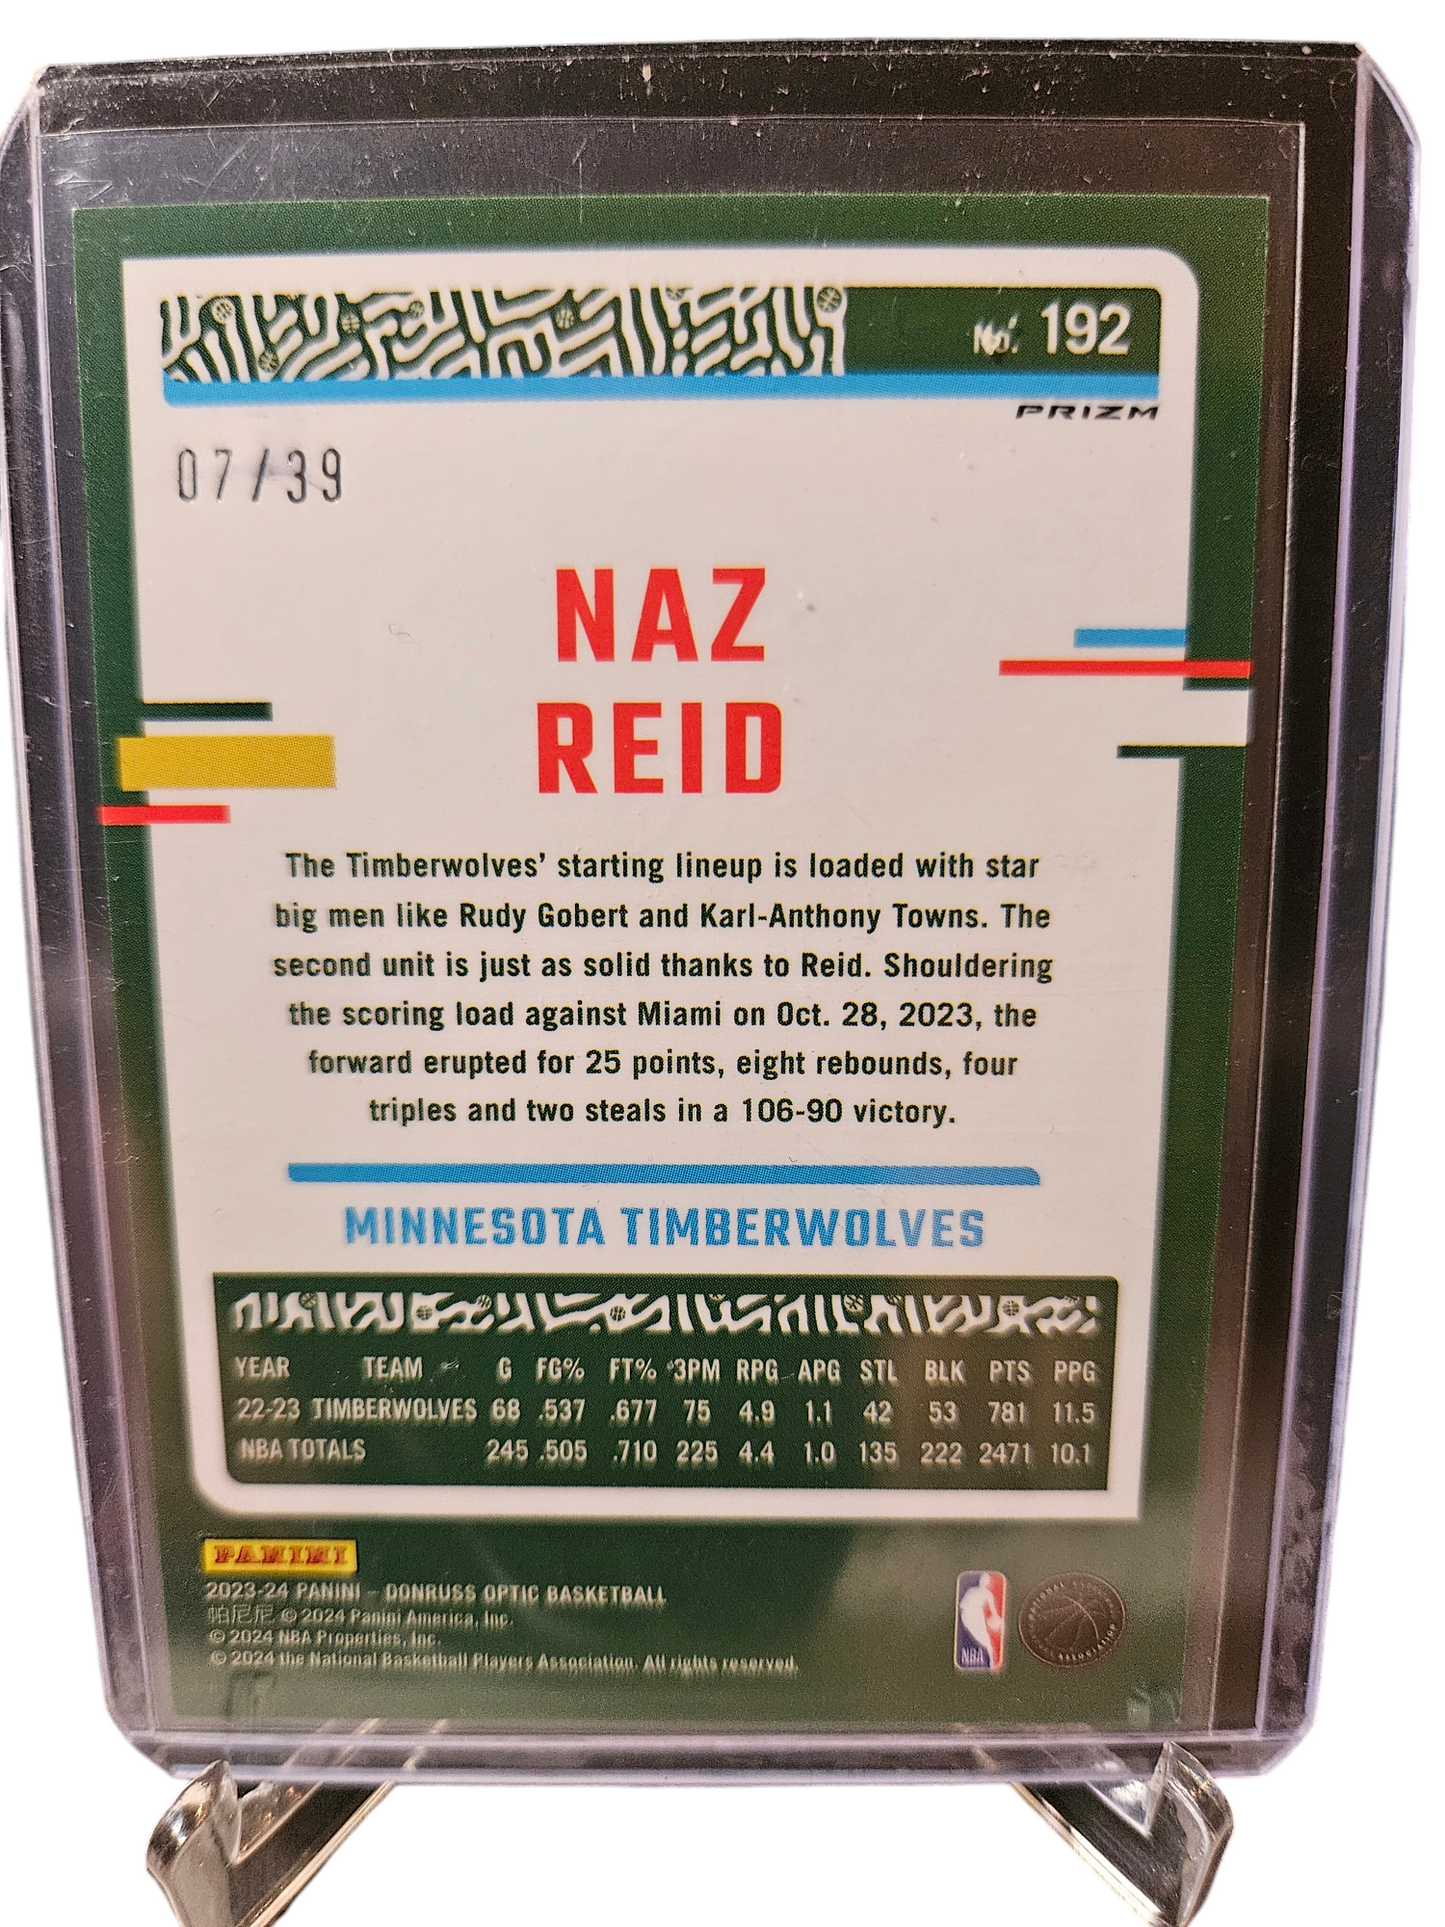 No. 192
PRIZM
07/39
NAZ
REID
The Timberwolves' starting lineup is loaded with star
big men like Rudy Gobert and Karl-Anthony Towns. The
second unit is just as solid thanks to Reid. Shouldering
the scoring load against Miami on Oct. 28, 2023, the
forward erupted for 25 points, eight rebounds, four
triples and two steals in a 106-90 victory.
MINNESOTA TIMBERWOLVES
YEAR TEAM G FG% FT% 3PM RPG APG STL BLK PTS PPG
22-23 TIMBERWOLVES 68 .537 .677 75 4.9 1.1 42 53 781 11.5
NBA TOTALS 245 .505 .710 225 4.4 1.0 135 222 2471 10.1
PANINI
2023-24 PANINI – DONRUSS OPTIC BASKETBALL
帕尼尼 © 2024 Panini America, Inc.
© 2024 NBA Properties, Inc.
© 2024 the National Basketball Players Association. All rights reserved.
NBA